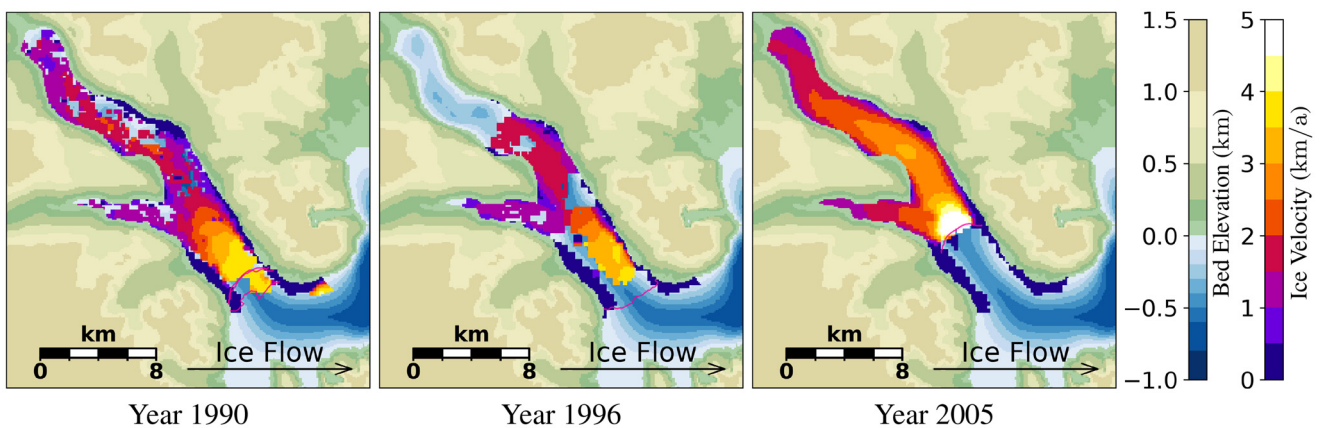 km
0 8
Ice Flow
Year 1990
km
0 8
Ice Flow
Year 1996
km
0 8
Ice Flow
Year 2005
1.5
1.0
0.5
0.0
−0.5
−1.0
Bed Elevation (km)
5
4
3
2
1
0
Ice Velocity (km/a)